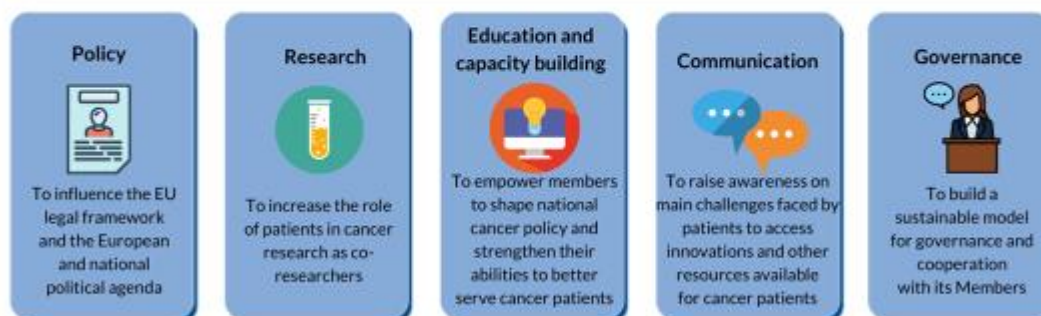 Policy
To influence the EU
legal framework
and the European
and national
political agenda
Research
To increase the role
of patients in cancer
research as co-
researchers
Education and
capacity building
To empower members
to shape national
cancer policy and
strengthen their
abilities to better
serve cancer patients
Communication
To raise awareness on
main challenges faced by
patients to access
innovations and other
resources available
for cancer patients
Governance
To build a
sustainable model
for governance and
cooperation
with its Members